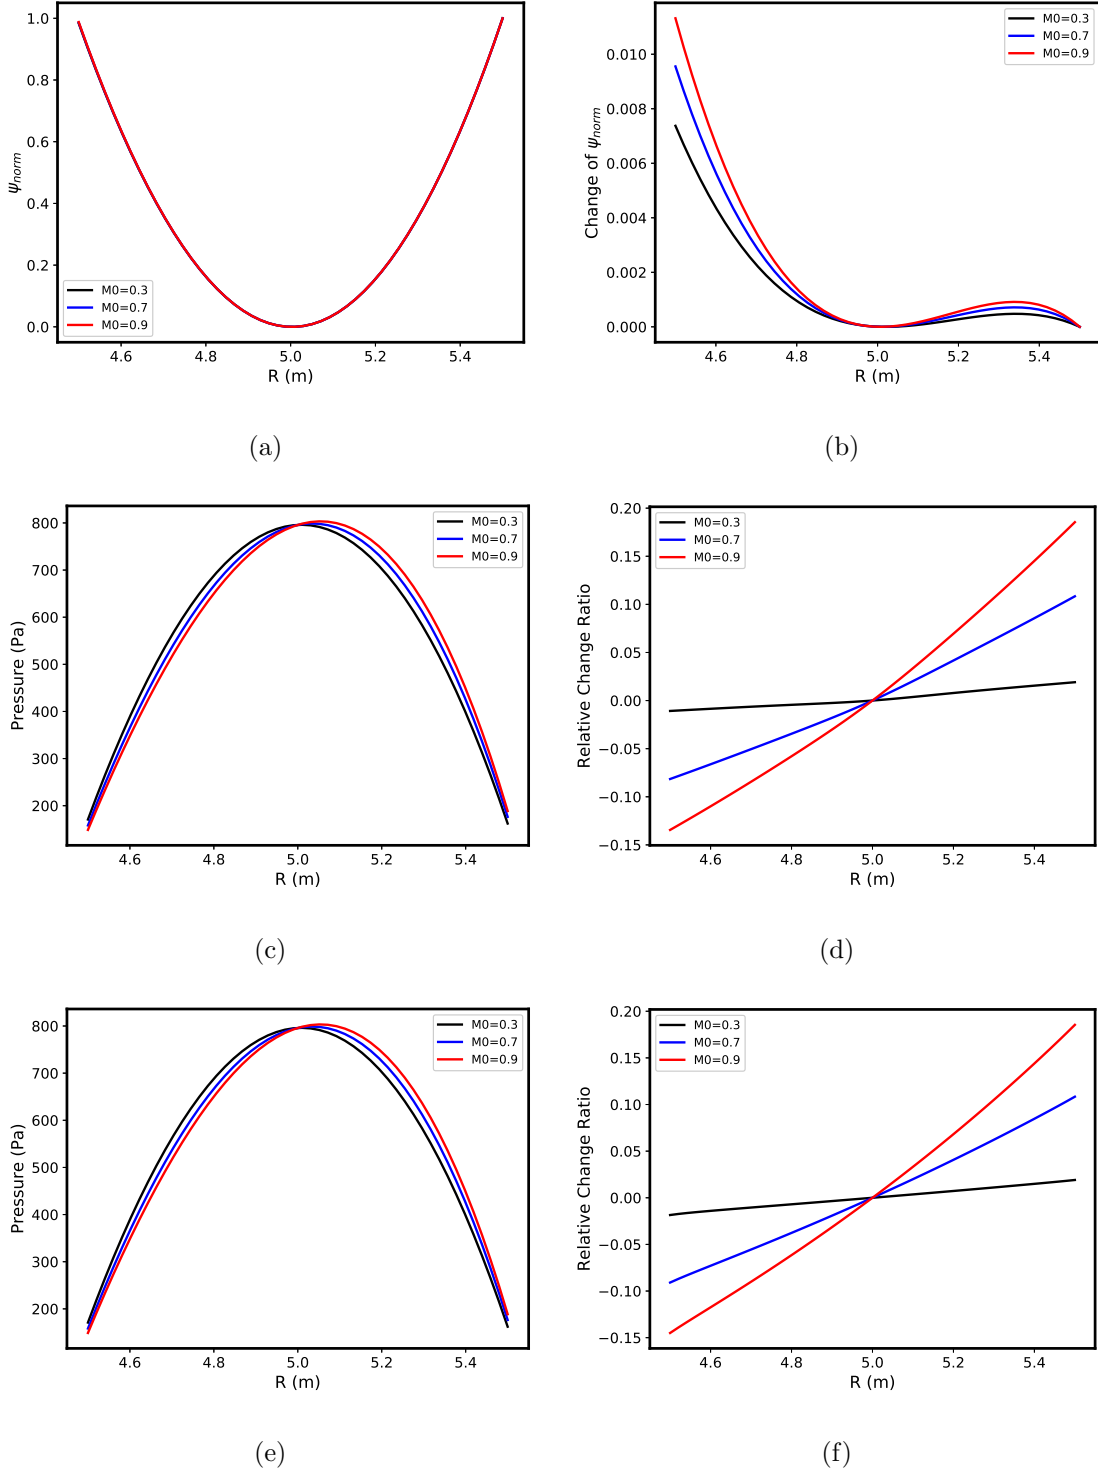 1.0
0.8
0.6
0.4
0.2
0.0
ψnorm
M0=0.3
M0=0.7
M0=0.9
4.6 4.8 5.0 5.2 5.4
R (m)
(a)
0.010
0.008
0.006
0.004
0.002
0.000
Change of ψnorm
M0=0.3
M0=0.7
M0=0.9
4.6 4.8 5.0 5.2 5.4
R (m)
(b)
800
700
600
500
400
300
200
Pressure (Pa)
M0=0.3
M0=0.7
M0=0.9
4.6 4.8 5.0 5.2 5.4
R (m)
(c)
0.20
0.15
0.10
0.05
0.00
−0.05
−0.10
−0.15
Relative Change Ratio
M0=0.3
M0=0.7
M0=0.9
4.6 4.8 5.0 5.2 5.4
R (m)
(d)
800
700
600
500
400
300
200
Pressure (Pa)
M0=0.3
M0=0.7
M0=0.9
4.6 4.8 5.0 5.2 5.4
R (m)
(e)
0.20
0.15
0.10
0.05
0.00
−0.05
−0.10
−0.15
Relative Change Ratio
M0=0.3
M0=0.7
M0=0.9
4.6 4.8 5.0 5.2 5.4
R (m)
(f)